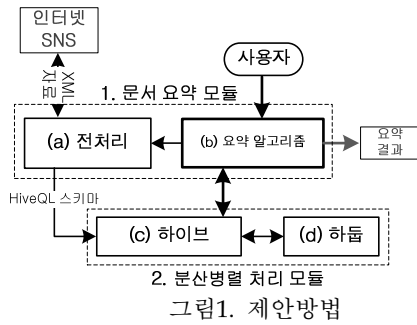 인터넷
SNS
XML
자료
사용자
1. 문서 요약 모듈
(a) 전처리
(b) 요약 알고리즘
요약
결과
HiveQL 스키마
(c) 하이브
(d) 하둡
2. 분산병렬 처리 모듈
그림1. 제안방법